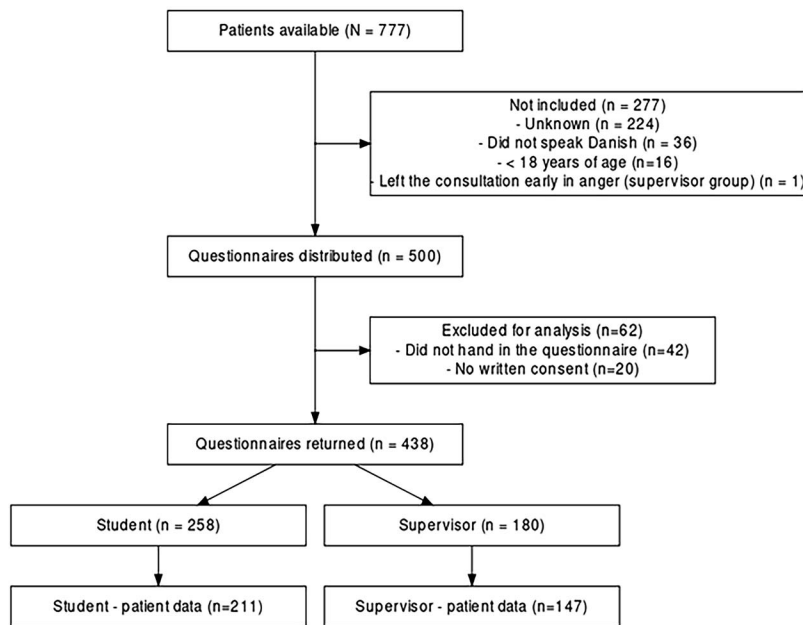 Patients available (N = 777)
Not included (n = 277)
- Unknown (n = 224)
- Did not speak Danish (n = 36)
- < 18 years of age (n=16)
- Left the consultation early in anger (supervisor group) (n = 1)
Questionnaires distributed (n = 500)
Excluded for analysis (n=62)
- Did not hand in the questionnaire (n=42)
- No written consent (n=20)
Questionnaires returned (n = 438)
Student (n = 258)
Supervisor (n = 180)
Student - patient data (n=211)
Supervisor - patient data (n=147)